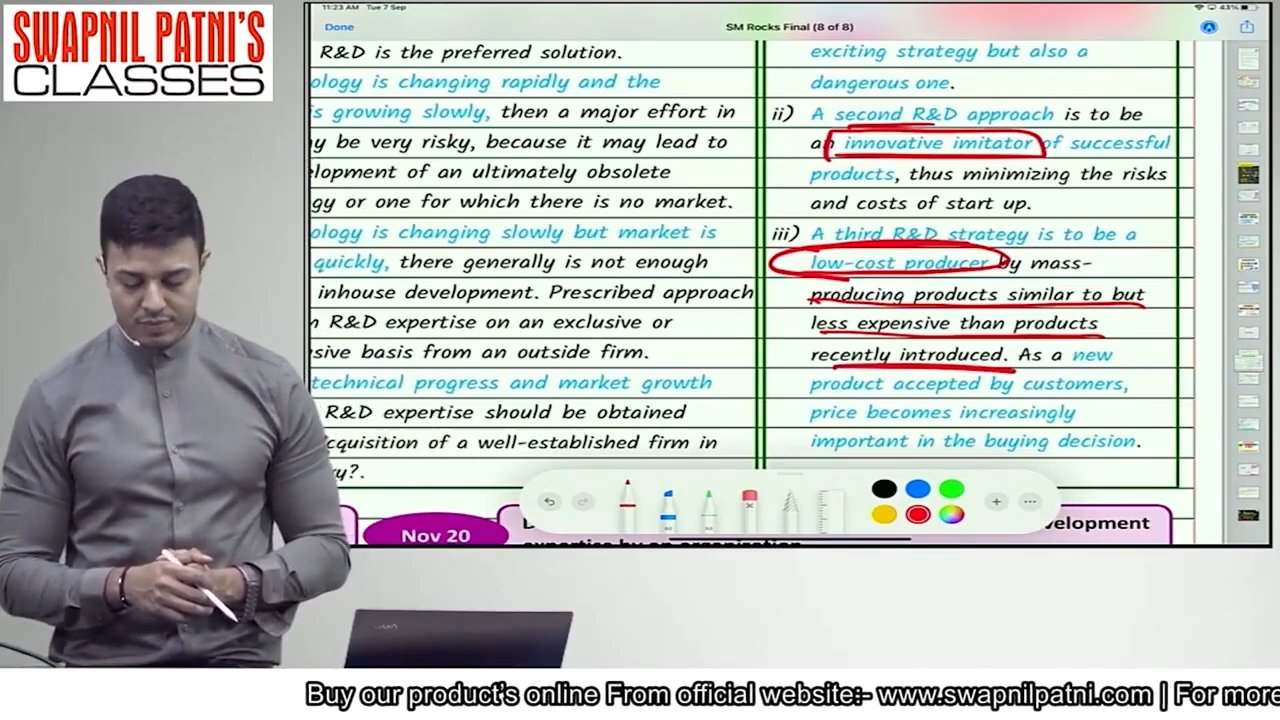 SWAPNIL PATNI'S
CLASSES
11:23 AM Tue 7 Sep
43%
Done
SM Rocks Final (8 of 8)
R&D is the preferred solution.
ology is changing rapidly and the
is growing slowly, then a major effort in
y be very risky, because it may lead to
elopment of an ultimately obsolete
gy or one for which there is no market.
ology is changing slowly but market is
quickly, there generally is not enough
inhouse development. Prescribed approach
R&D expertise on an exclusive or
sive basis from an outside firm.
technical progress and market growth
R&D expertise should be obtained
cquisition of a well-established firm in
y?.
exciting strategy but also a
dangerous one.
ii) A second R&D approach is to be
an innovative imitator of successful
products, thus minimizing the risks
and costs of start up.
iii) A third R&D strategy is to be a
low-cost producer by mass-
producing products similar to but
less expensive than products
recently introduced. As a new
product accepted by customers,
price becomes increasingly
important in the buying decision.
Nov 20
velopment
expertise by an organization
Buy our product's online From official website:- www.swapnilpatni.com | For more